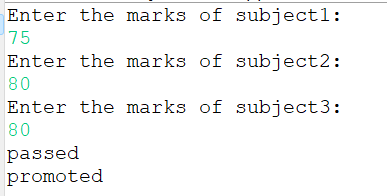 Enter the marks of subject1:
75
Enter the marks of subject2:
80
Enter the marks of subject3:
80
passed
promoted